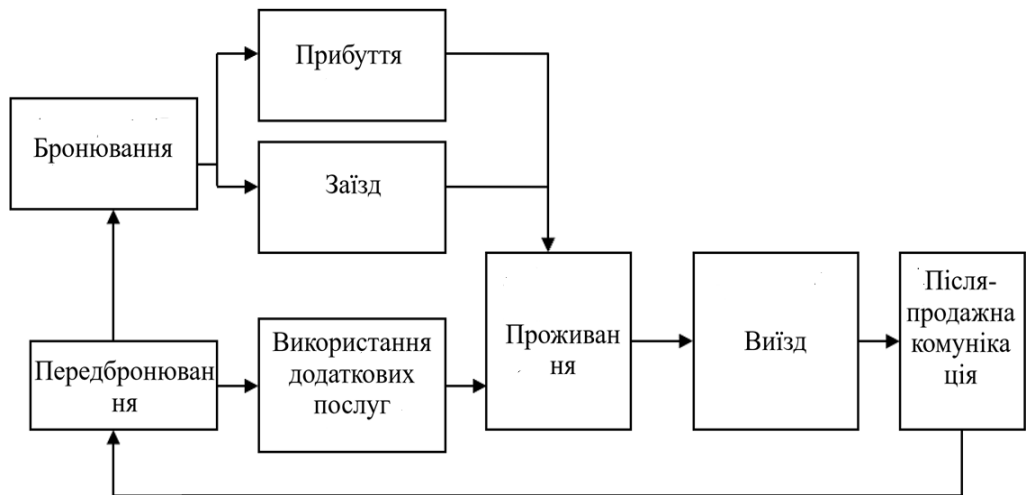 Прибуття
Бронювання
Заїзд
Передбронюван
ня
Використання
додаткових
послуг
Проживан
ня
Виїзд
Після-
продажна
комуніка
ція